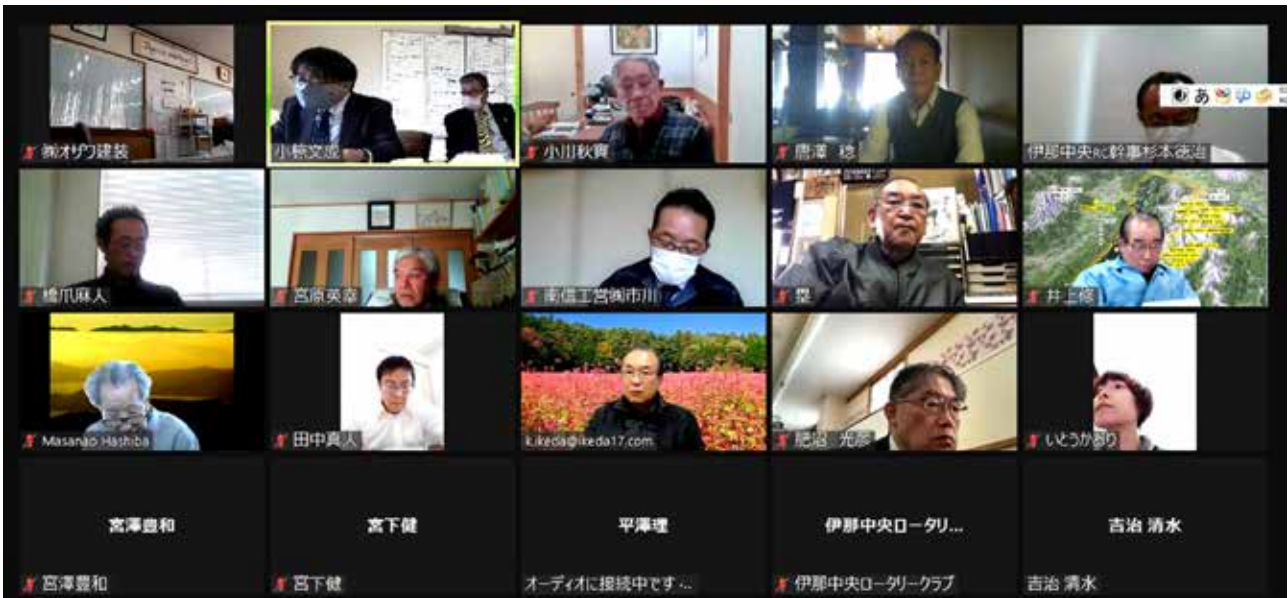 ㈱オザワ建装
小椋文成
小川秋實
唐澤 稔
伊那中央RC幹事杉本徳治
あ
橋爪麻人
宮原英幸
南信工営㈱市川
塁
井上修
Masanao Hashiba
田中真人
k.ikeda@ikeda17.com
肥沼 光彦
いとうかおり
宮澤豊和
宮下健
平澤理
伊那中央ロータリ...
吉治 清水
宮澤豊和
宮下健
オーディオに接続中です・...
伊那中央ロータリークラブ
吉治 清水